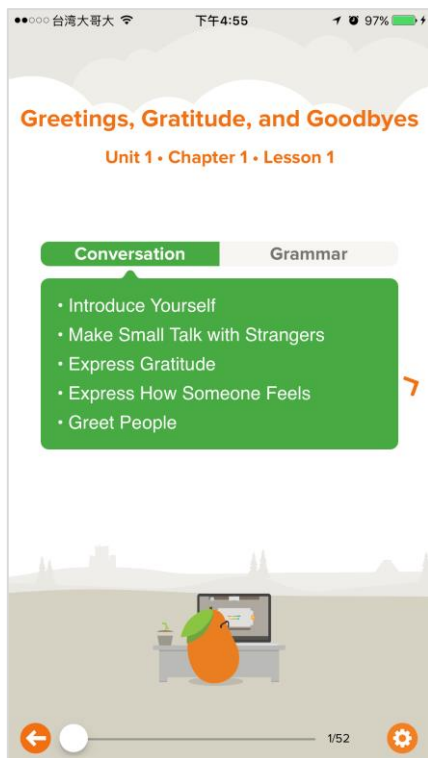 ●●○○○ 台湾大哥大 下午4:55 97%
Greetings, Gratitude, and Goodbyes
Unit 1 • Chapter 1 • Lesson 1
Conversation Grammar
• Introduce Yourself
• Make Small Talk with Strangers
• Express Gratitude
• Express How Someone Feels
• Greet People
1/52